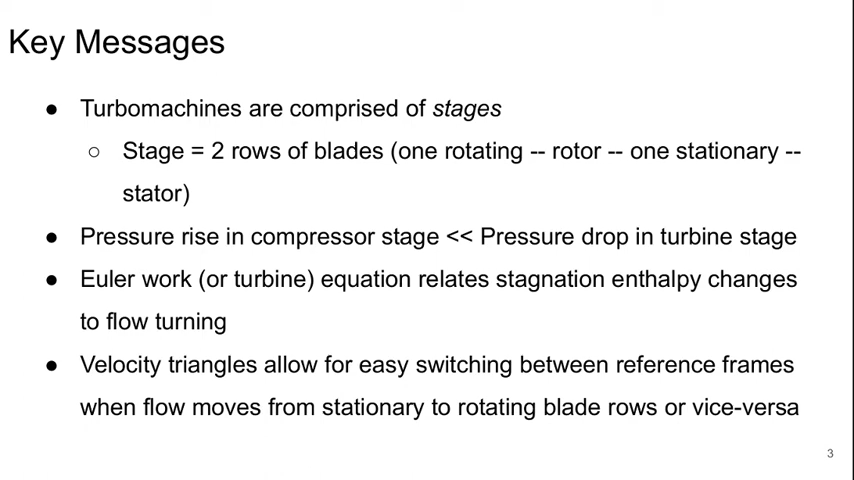 Key Messages
● Turbomachines are comprised of stages
○ Stage = 2 rows of blades (one rotating -- rotor -- one stationary --
stator)
● Pressure rise in compressor stage << Pressure drop in turbine stage
● Euler work (or turbine) equation relates stagnation enthalpy changes
to flow turning
● Velocity triangles allow for easy switching between reference frames
when flow moves from stationary to rotating blade rows or vice-versa
3